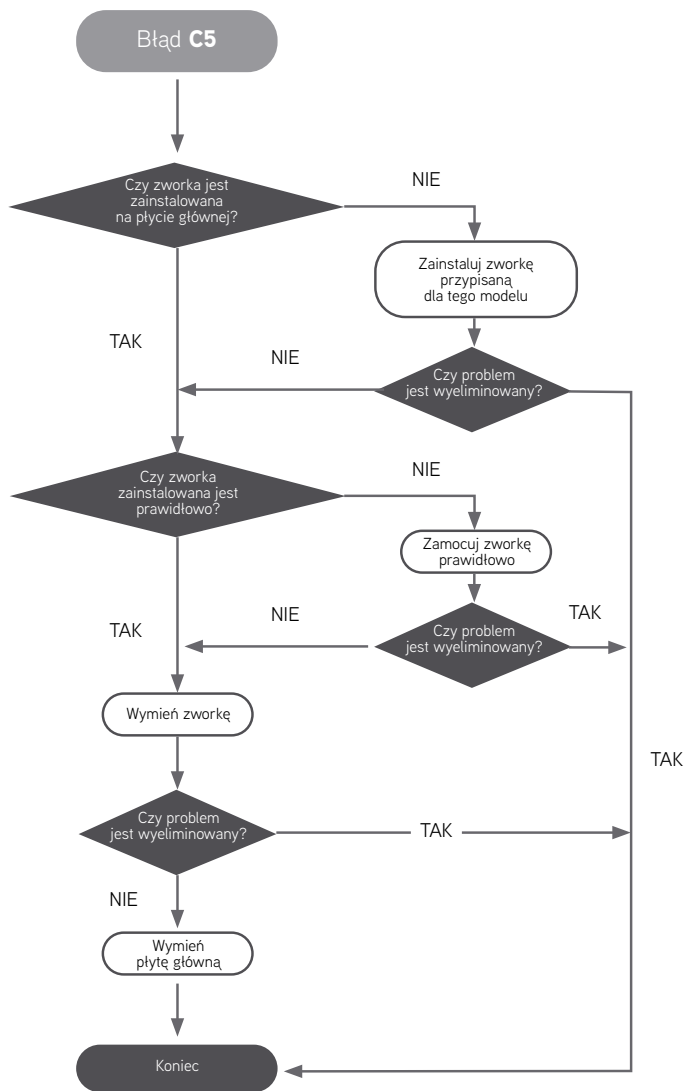 Błąd C5
Czy zworka jest
zainstalowana
na płycie głównej?
NIE
Zainstaluj zworkę
przypisaną
dla tego modelu
TAK
NIE
Czy problem
jest wyeliminowany?
Czy zworka
zainstalowana jest
prawidłowo?
NIE
Zamocuj zworkę
prawidłowo
TAK
NIE
Czy problem
jest wyeliminowany?
TAK
Wymień zworkę
TAK
Czy problem
jest wyeliminowany?
TAK
NIE
Wymień
płytę główną
Koniec